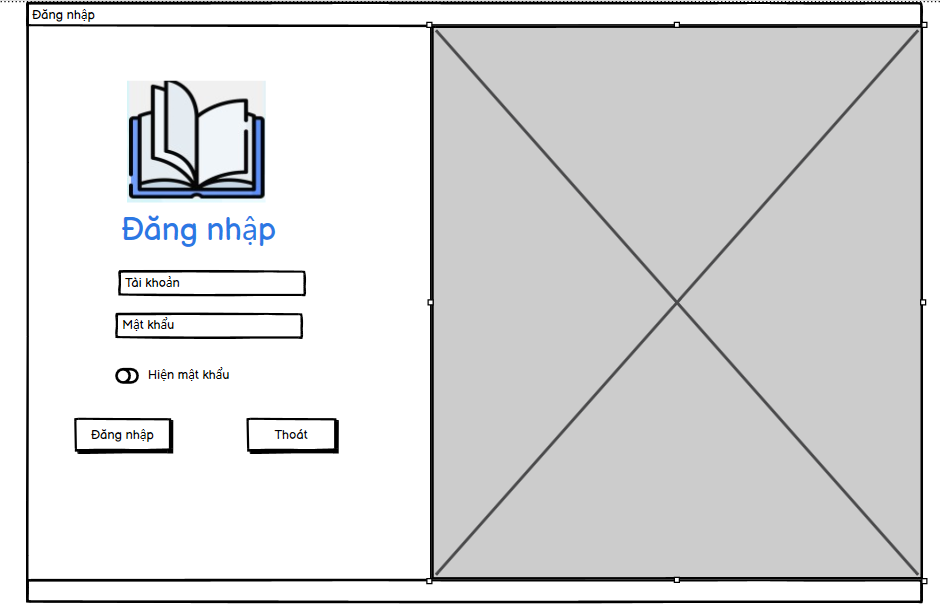 Đăng nhập
Đăng nhập
Tài khoản
Mật khẩu
Hiện mật khẩu
Đăng nhập
Thoát